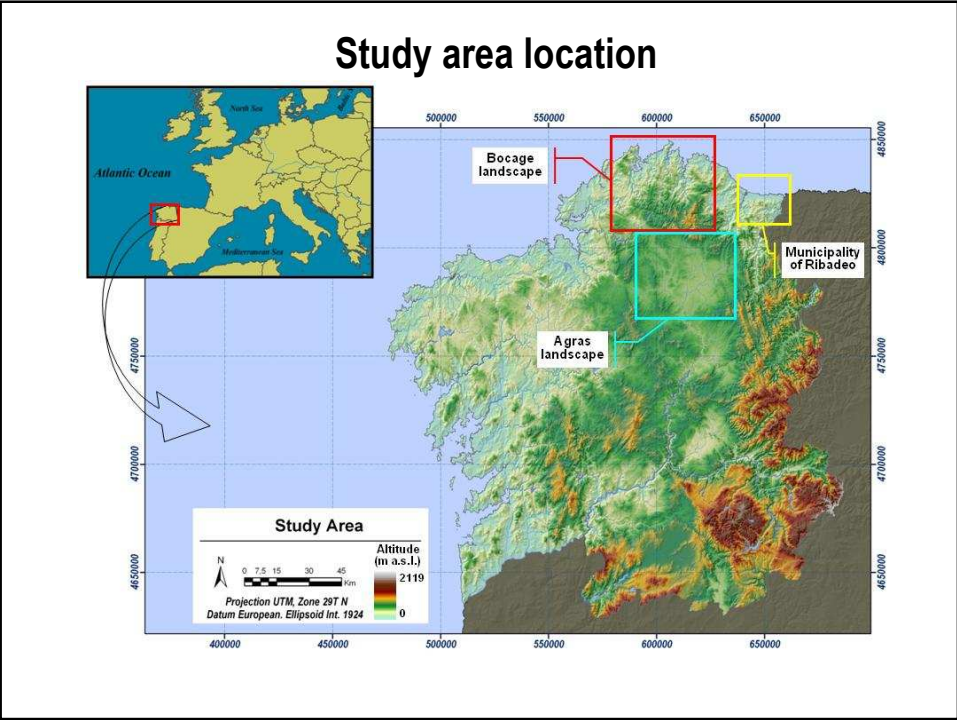 Study area location
North Sea
Baltic
Atlantic Ocean
Mediterranean Sea
500000
550000
600000
650000
4850000
4800000
4750000
4700000
4650000
Bocage
landscape
Municipality
of Ribadeo
Agras
landscape
4750000
4700000
4650000
Study Area
N
0 7,5 15 30 45
Km
Projection UTM, Zone 29T N
Datum European. Ellipsoid Int. 1924
Altitude
(m a.s.l.)
2119
0
400000
450000
500000
550000
600000
650000